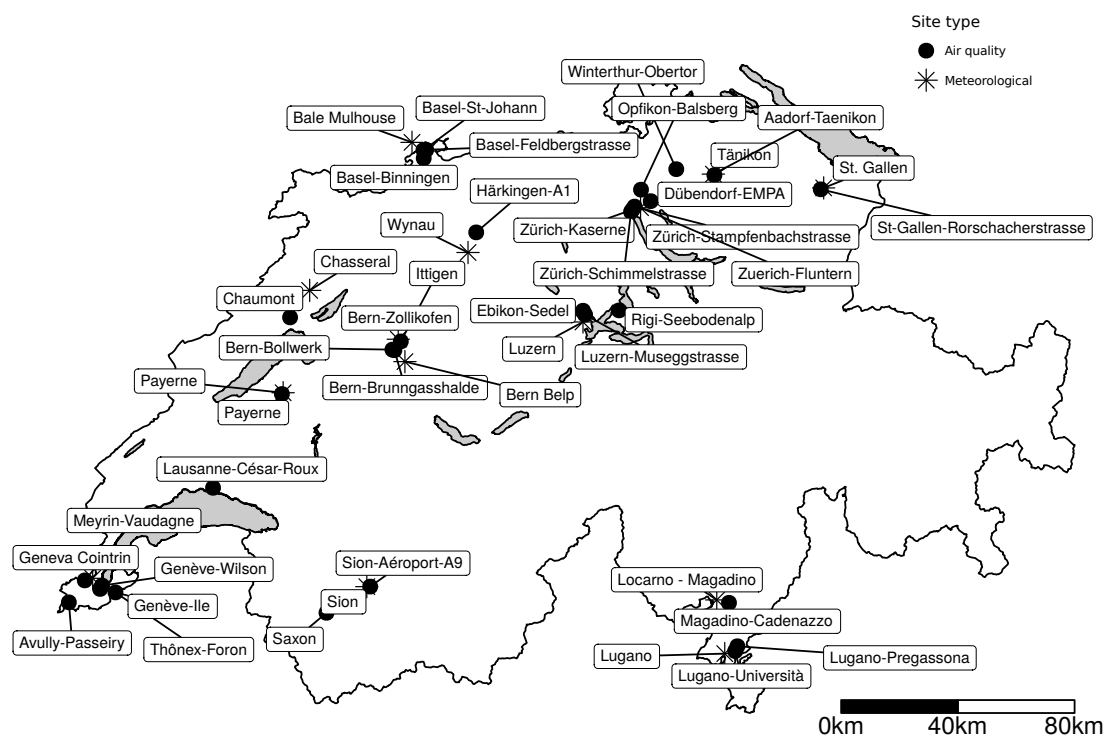 Site type
Air quality
Meteorological
Winterthur-Obertor
Opfikon-Balsberg
Basel-St-Johann
Bale Mulhouse
Aadorf-Taenikon
Basel-Feldbergstrasse
Tänikon
St. Gallen
Basel-Binningen
Härkingen-A1
Dübendorf-EMPA
Wynau
Zürich-Kaserne
Zürich-Stampfenbachstrasse
St-Gallen-Rorschacherstrasse
Chasseral
Ittigen
Zürich-Schimmelstrasse
Zuerich-Fluntern
Chaumont
Bern-Zollikofen
Ebikon-Sedel
Rigi-Seebodenalp
Bern-Bollwerk
Luzern
Luzern-Museggstrasse
Payerne
Bern-Brunngasshalde
Bern Belp
Payerne
Lausanne-César-Roux
Meyrin-Vaudagne
Geneva Cointrin
Genève-Wilson
Sion-Aéroport-A9
Locarno - Magadino
Genève-Ile
Sion
Magadino-Cadenazzo
Avully-Passeiry
Thônex-Foron
Saxon
Lugano
Lugano-Pregassona
Lugano-Università
0km
40km
80km